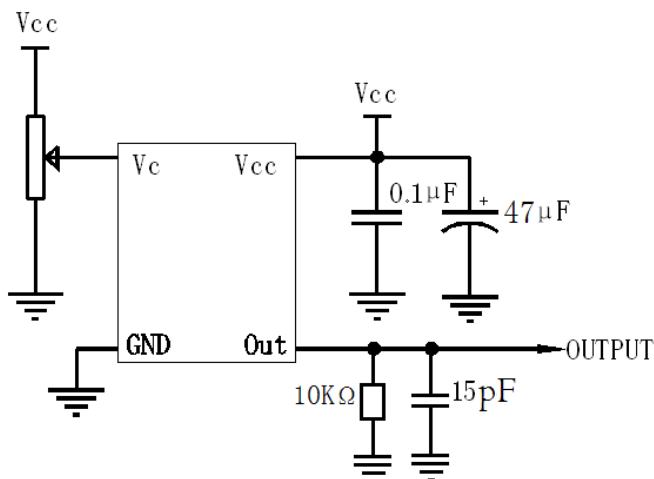 Vcc
Vcc
Vc
Vcc
0.1μF
+
47μF
GND
Out
OUTPUT
10KΩ
15pF